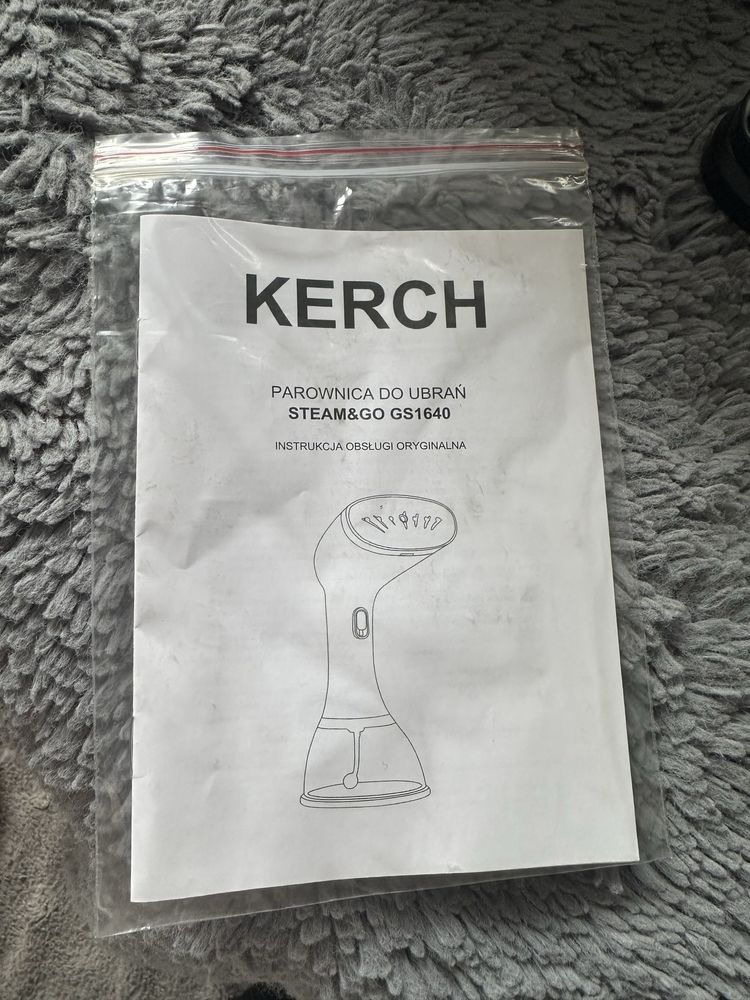 KERCH
PAROWNICA DO UBRAŃ
STEAM&GO GS1640
INSTRUKCJA OBSŁUGI ORYGINALNA